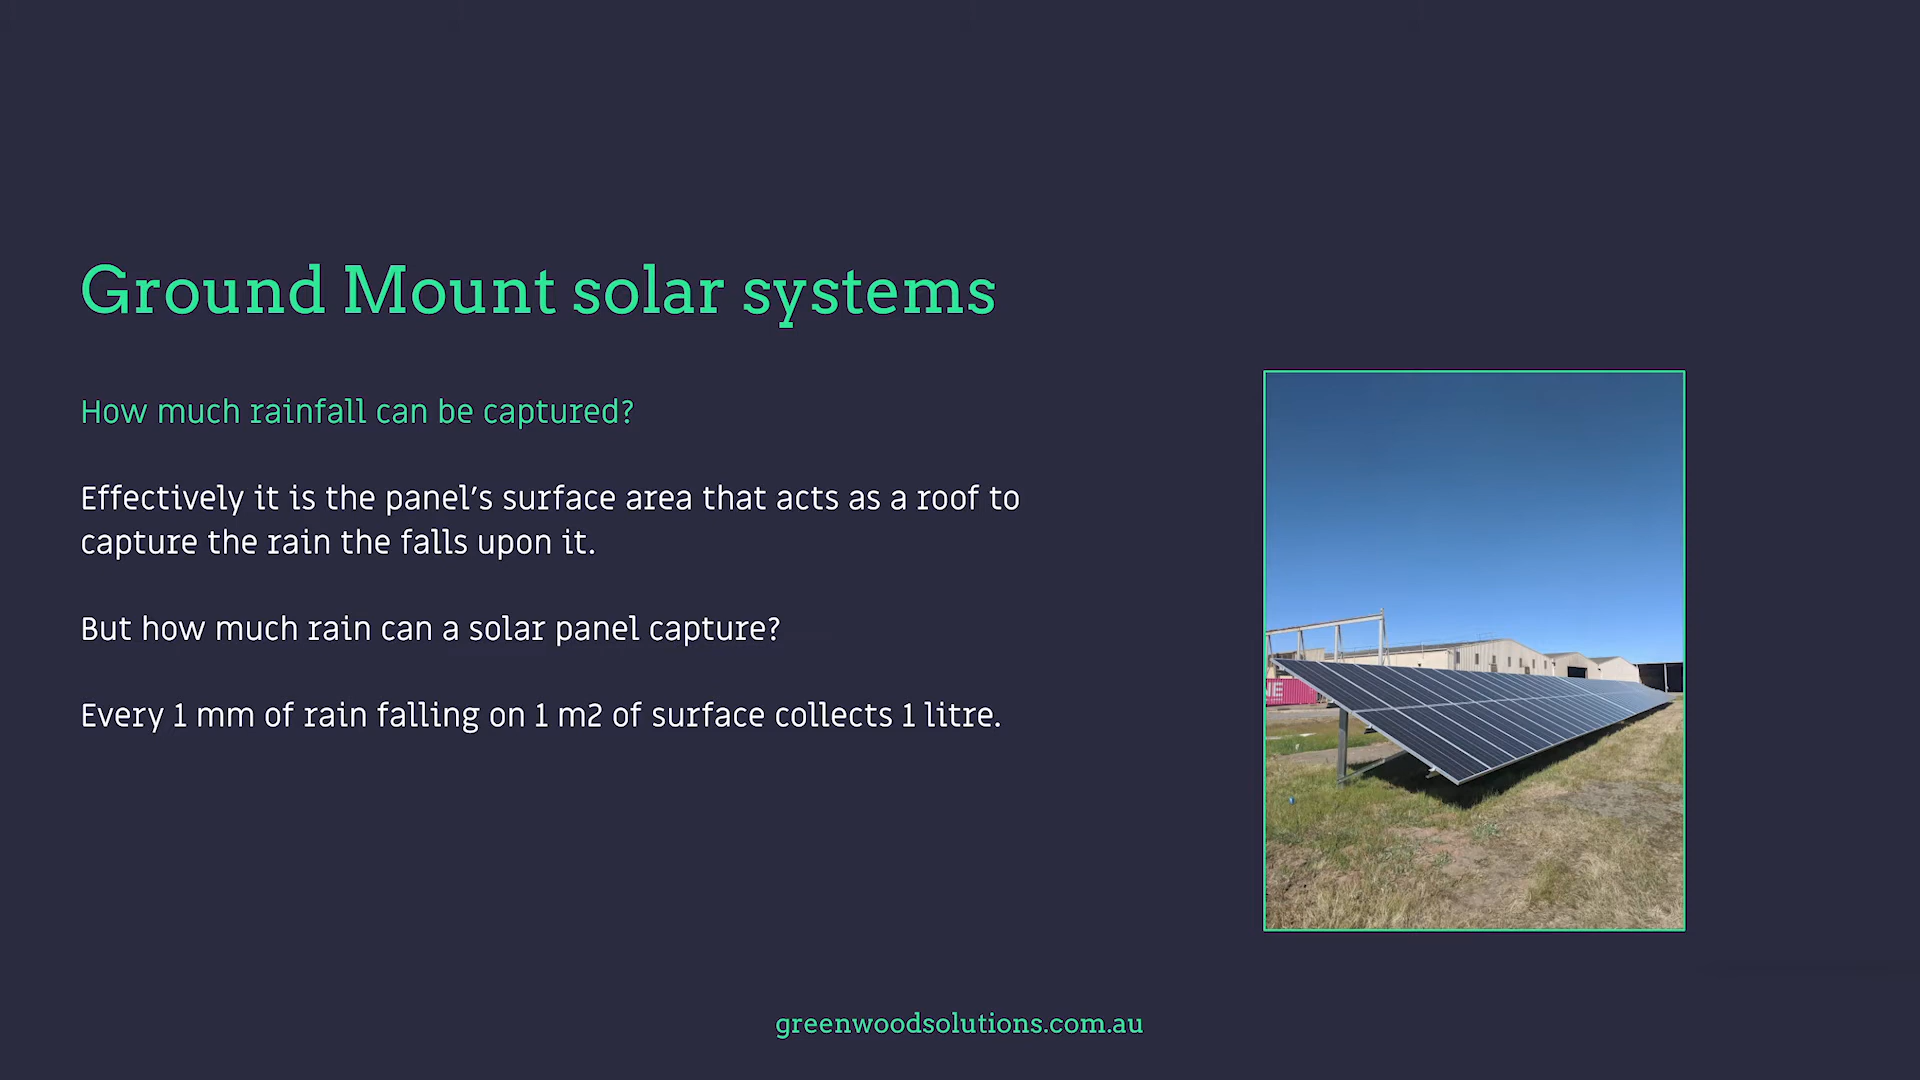 Ground Mount solar systems
How much rainfall can be captured?
Effectively it is the panel’s surface area that acts as a roof to
capture the rain the falls upon it.
But how much rain can a solar panel capture?
Every 1 mm of rain falling on 1 m2 of surface collects 1 litre.
NE
greenwoodsolutions.com.au